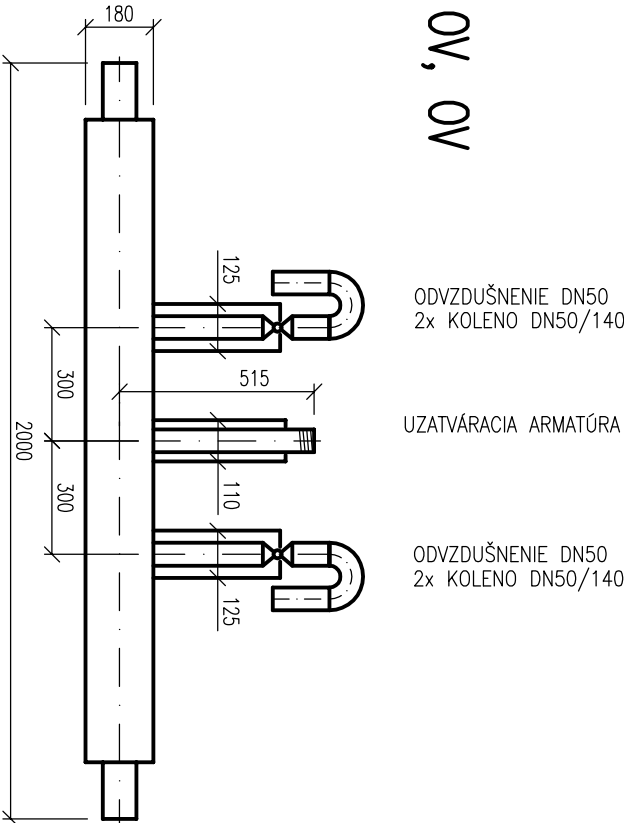 180
OV, OV
125
ODVZDUŠNENIE DN50
2x KOLENO DN50/140
300
515
UZATVÁRACIA ARMATÚRA
2000
300
110
ODVZDUŠNENIE DN50
2x KOLENO DN50/140
125